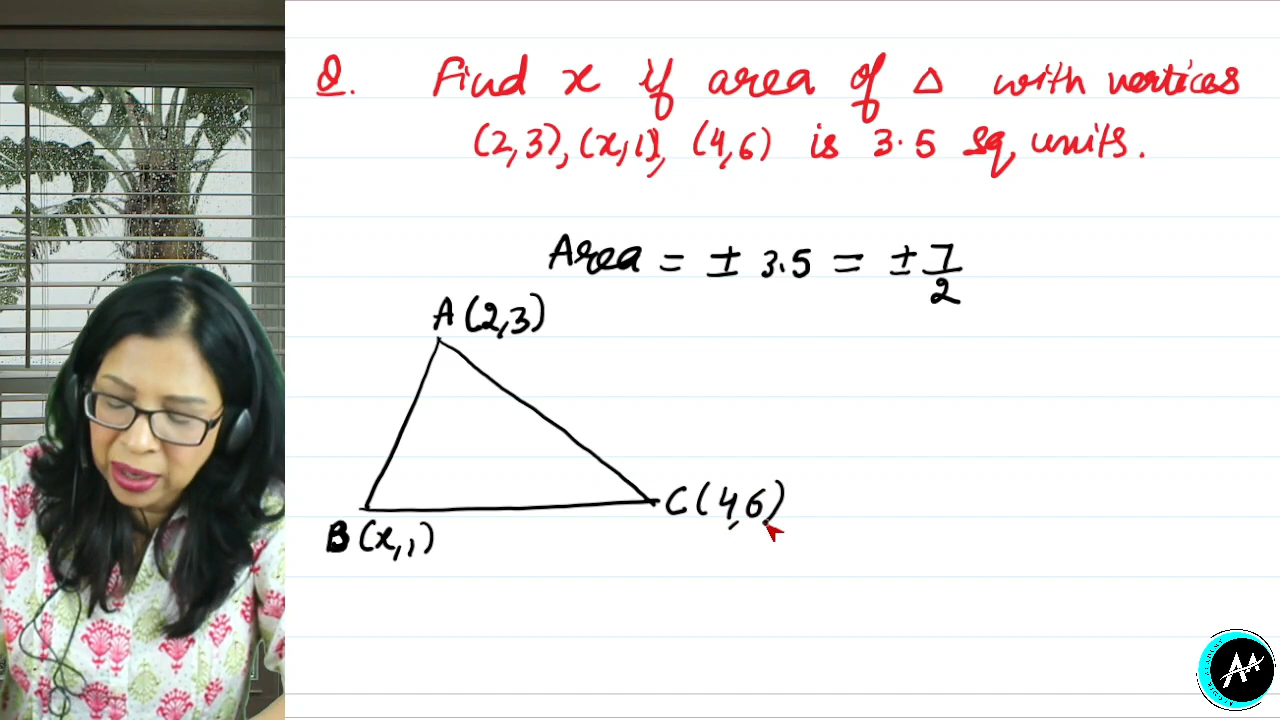 Q. Find x if area of △ with vertices
(2,3), (x,1), (4,6) is 3.5 sq, units.
Area = ± 3.5 = ± 7/2
A (2,3)
B (x,1)
C (4,6)
A+